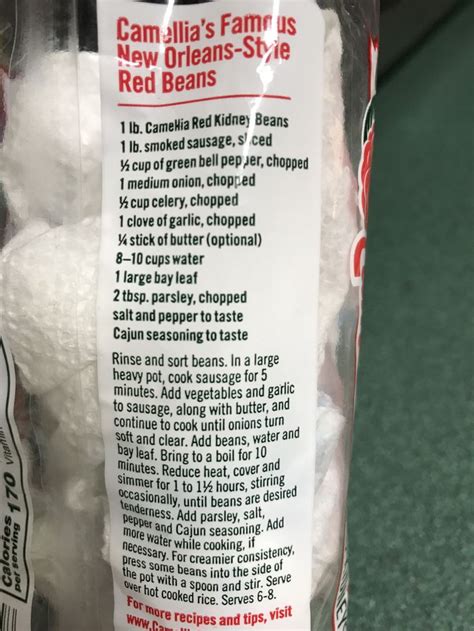 Camellia's Famous
New Orleans-Style
Red Beans
1 lb. Camellia Red Kidney Beans
1 lb. smoked sausage, sliced
½ cup of green bell pepper, chopped
1 medium onion, chopped
½ cup celery, chopped
1 clove of garlic, chopped
¼ stick of butter (optional)
8–10 cups water
1 large bay leaf
2 tbsp. parsley, chopped
salt and pepper to taste
Cajun seasoning to taste
Rinse and sort beans. In a large
heavy pot, cook sausage for 5
minutes. Add vegetables and garlic
to sausage, along with butter, and
continue to cook until onions turn
soft and clear. Add beans, water and
bay leaf. Bring to a boil for 10
minutes. Reduce heat, cover and
simmer for 1 to 1½ hours, stirring
occasionally, until beans are desired
tenderness. Add parsley, salt,
pepper and Cajun seasoning. Add
more water while cooking, if
necessary. For creamier consistency,
press some beans into the side of
the pot with a spoon and stir. Serve
over hot cooked rice. Serves 6-8.
For more recipes and tips, visit
Calories
per serving 170